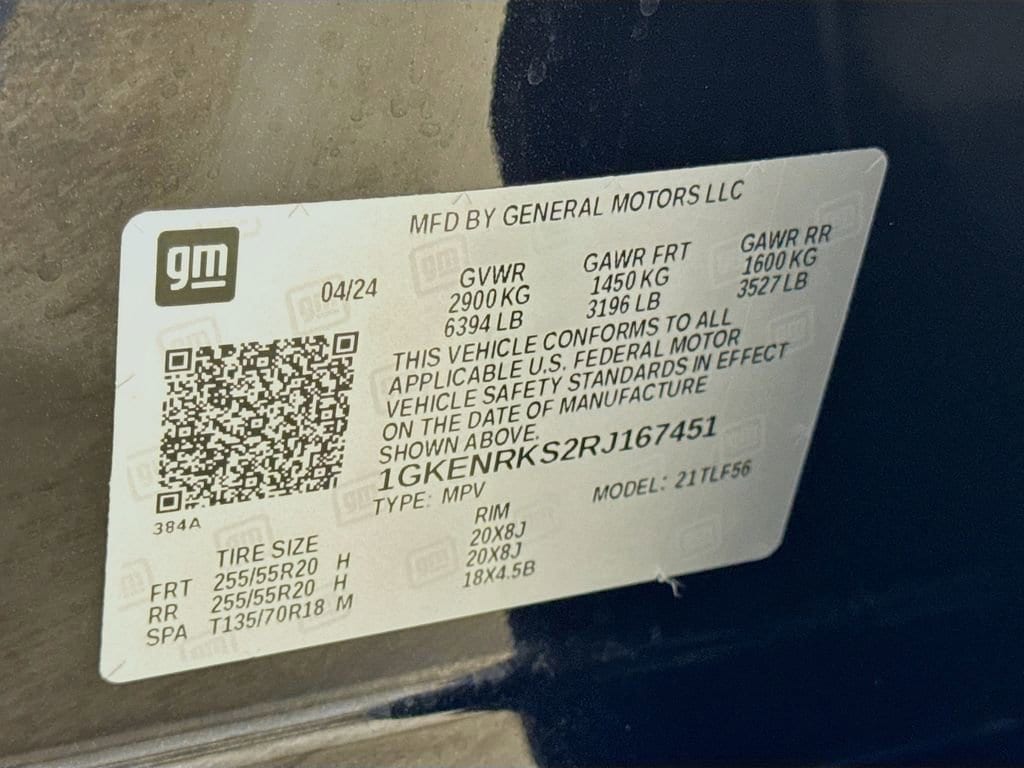 MFD BY GENERAL MOTORS LLC
gm
04/24
GVWR GAWR FRT GAWR RR
2900 KG 1450 KG 1600 KG
6394 LB 3196 LB 3527 LB
THIS VEHICLE CONFORMS TO ALL
APPLICABLE U.S. FEDERAL MOTOR
VEHICLE SAFETY STANDARDS IN EFFECT
ON THE DATE OF MANUFACTURE
SHOWN ABOVE.
1GKENRKS2RJ167451
TYPE: MPV MODEL: 21TLF56
384A
TIRE SIZE RIM
FRT 255/55R20 H 20X8J
RR 255/55R20 H 20X8J
SPA T135/70R18 M 18X4.5B